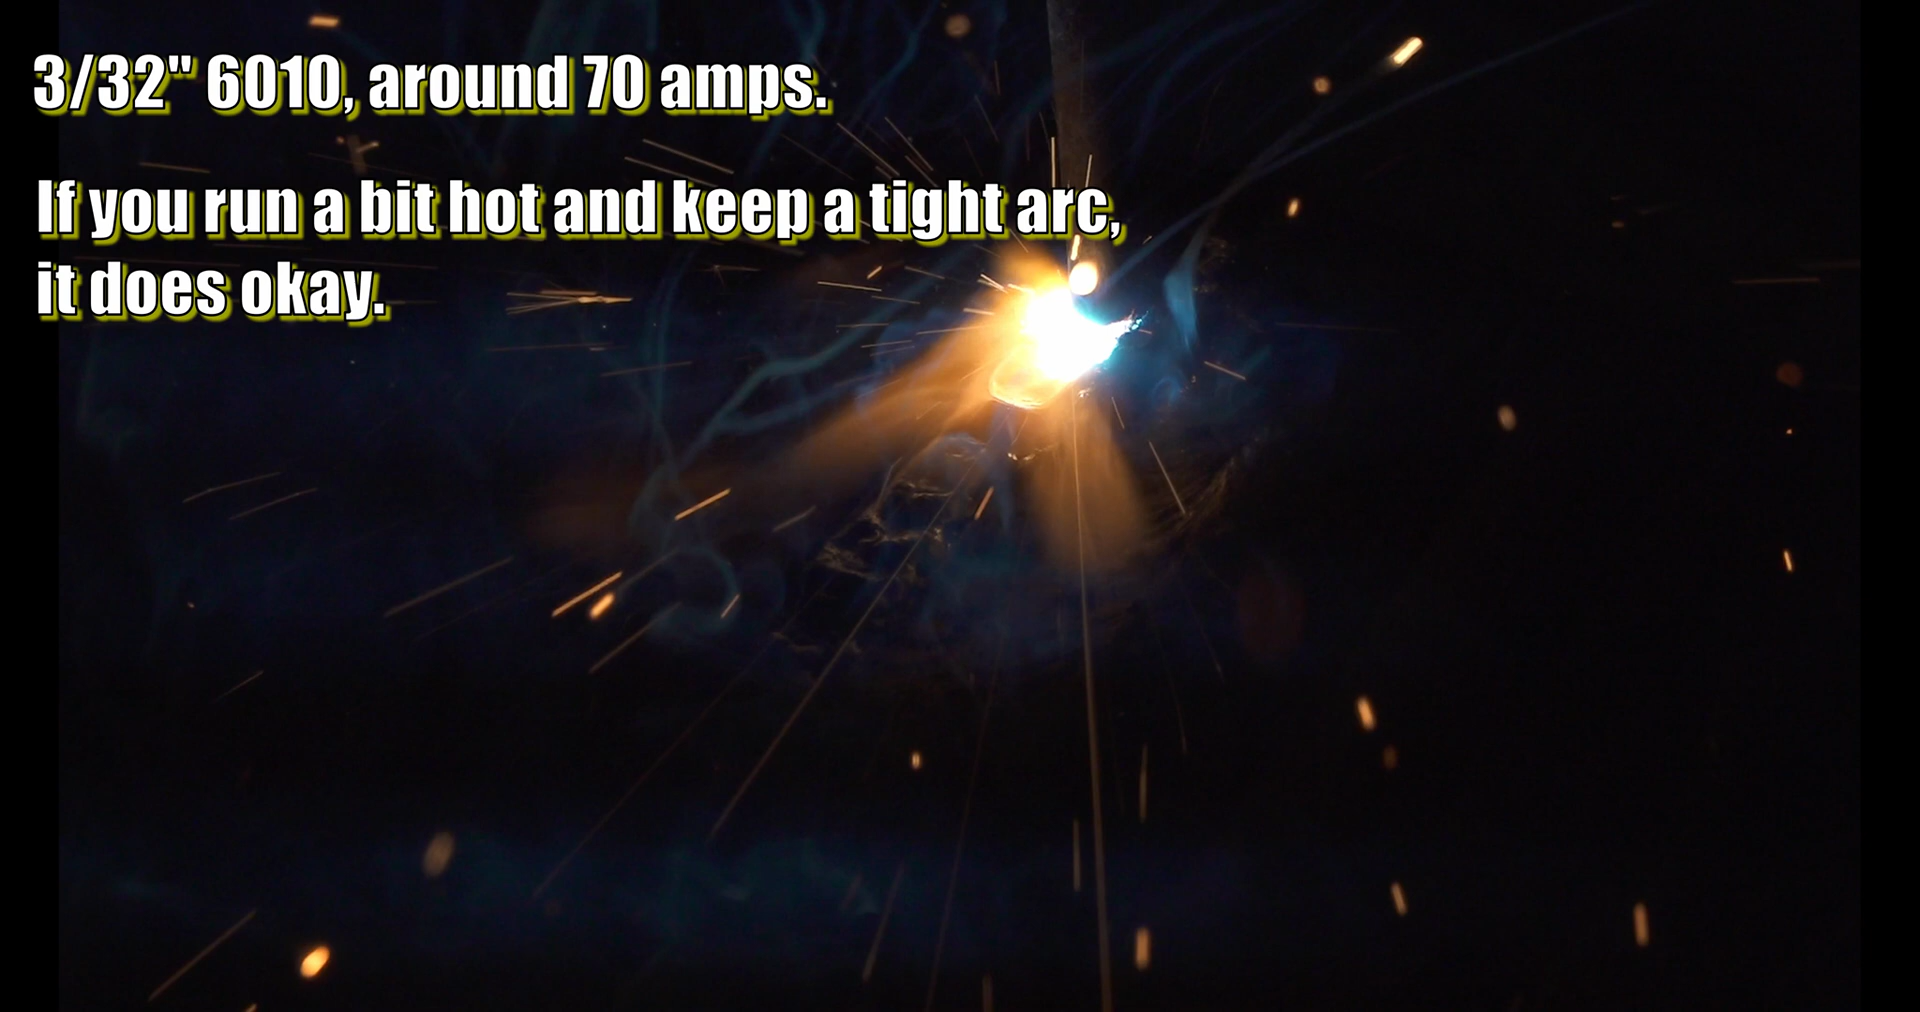 3/32" 6010, around 70 amps.
If you run a bit hot and keep a tight arc,
it does okay.